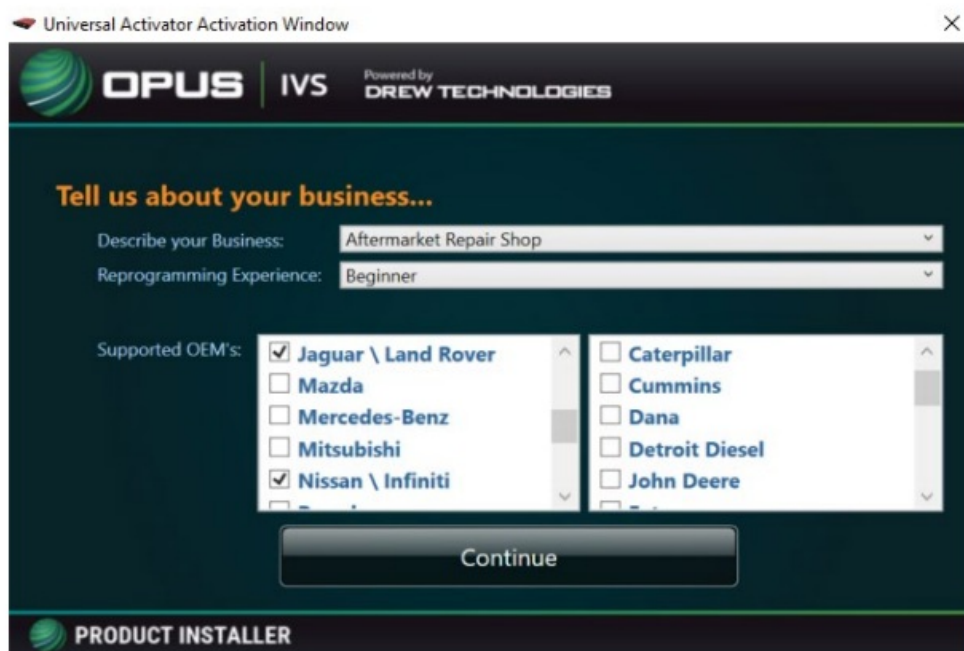 Universal Activator Activation Window
OPUS IVS Powered by DREW TECHNOLOGIES
Tell us about your business...
Describe your Business: Aftermarket Repair Shop
Reprogramming Experience: Beginner
Supported OEM's:
Jaguar \ Land Rover
Mazda
Mercedes-Benz
Mitsubishi
Nissan \ Infiniti
Caterpillar
Cummins
Dana
Detroit Diesel
John Deere
Continue
PRODUCT INSTALLER